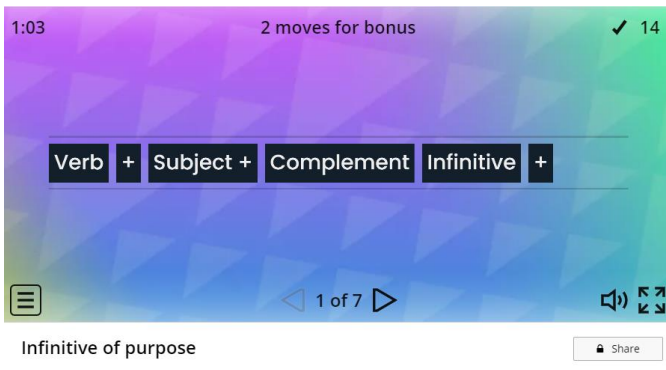 1:03 2 moves for bonus ✓ 14
Verb + Subject + Complement Infinitive +
1 of 7
Infinitive of purpose Share